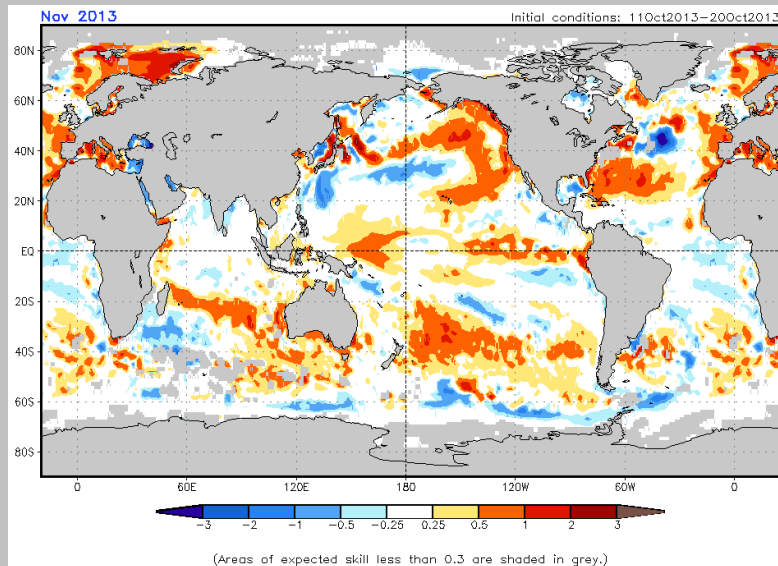 Nov 2013
Initial conditions: 11Oct2013-20Oct2013
80N
60N
40N
20N
EQ
20S
40S
60S
80S
0 60E 120E 180 120W 60W 0
-3 -2 -1 -0.5 -0.25 0.25 0.5 1 2 3
(Areas of expected skill less than 0.3 are shaded in grey.)